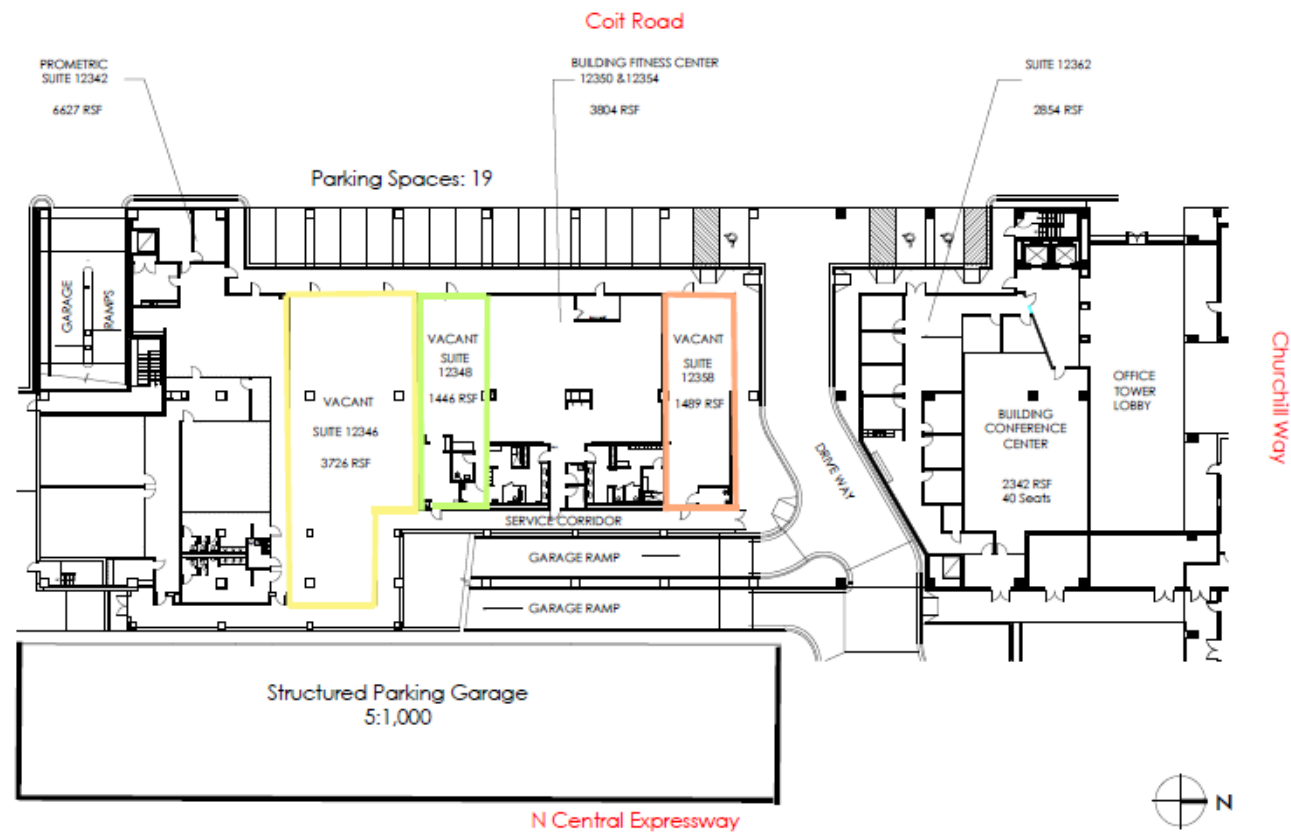 Coit Road
PROMETRIC
SUITE 12342
6627 RSF
BUILDING FITNESS CENTER
12350 &12354
3804 RSF
SUITE 12362
2854 RSF
Parking Spaces: 19
GARAGE
RAMPS
VACANT
SUITE 12346
3726 RSF
VACANT
SUITE
12348
1446 RSF
VACANT
SUITE
12358
1489 RSF
DRIVE WAY
BUILDING
CONFERENCE
CENTER
2342 RSF
40 Seats
OFFICE
TOWER
LOBBY
Churchill Way
SERVICE CORRIDOR
GARAGE RAMP
GARAGE RAMP
Structured Parking Garage
5:1,000
N Central Expressway
N